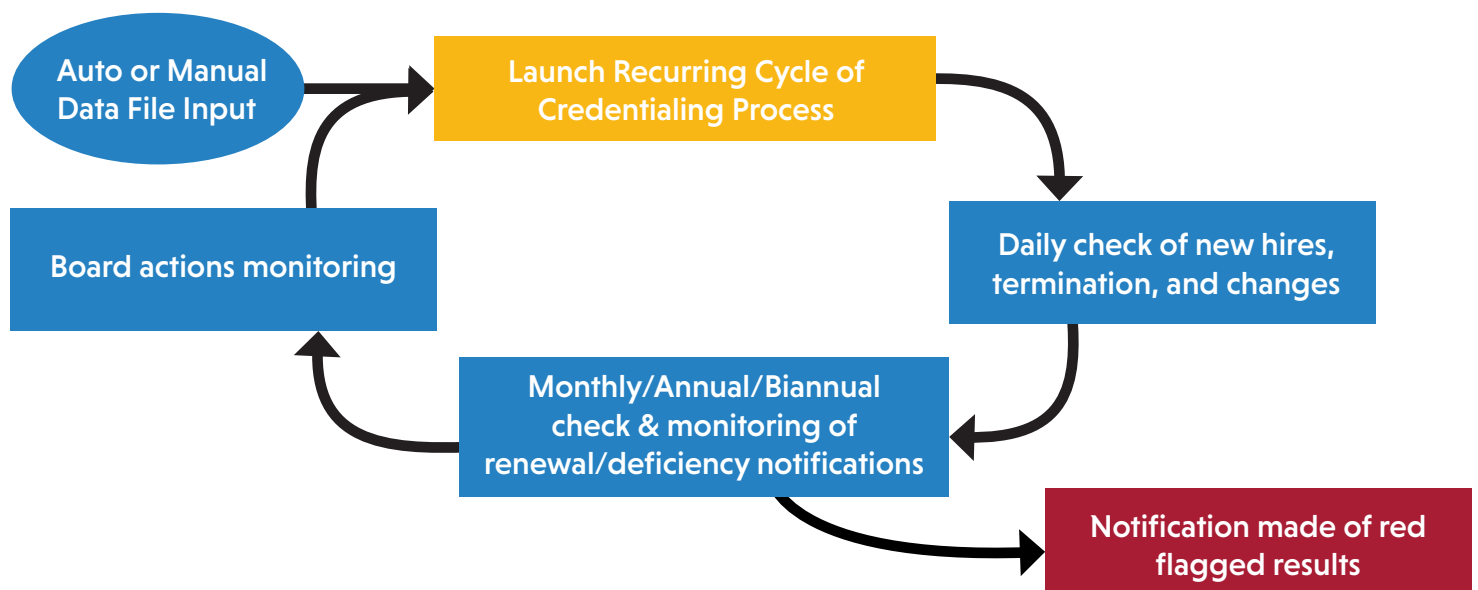 Auto or Manual
Data File Input
Launch Recurring Cycle of
Credentialing Process
Daily check of new hires,
termination, and changes
Monthly/Annual/Biannual
check & monitoring of
renewal/deficiency notifications
Board actions monitoring
Notification made of red
flagged results